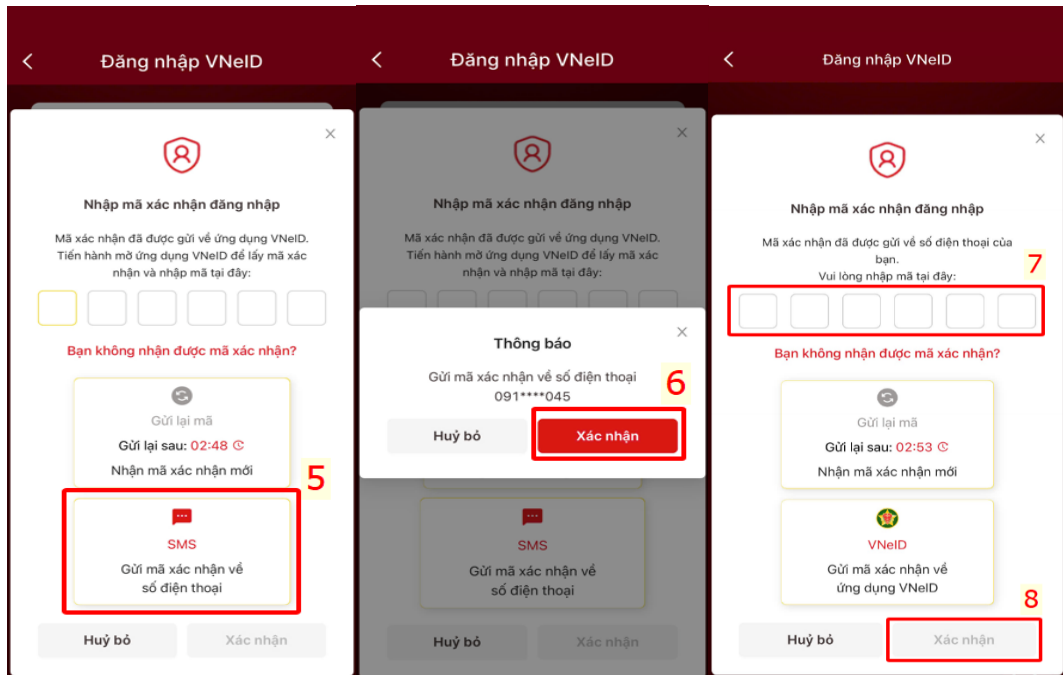 Đăng nhập VNeID
Nhập mã xác nhận đăng nhập
Mã xác nhận đã được gửi về ứng dụng VNeID.
Tiến hành mở ứng dụng VNeID để lấy mã xác
nhận và nhập mã tại đây:
Bạn không nhận được mã xác nhận?
Gửi lại mã
Gửi lại sau: 02:48
Nhận mã xác nhận mới
5
SMS
Gửi mã xác nhận về
số điện thoại
Huỷ bỏ
Xác nhận
Đăng nhập VNeID
Nhập mã xác nhận đăng nhập
Mã xác nhận đã được gửi về ứng dụng VNeID.
Tiến hành mở ứng dụng VNeID để lấy mã xác
nhận và nhập mã tại đây:
Thông báo
Gửi mã xác nhận về số điện thoại
091****045
6
Huỷ bỏ
Xác nhận
SMS
Gửi mã xác nhận về
số điện thoại
Huỷ bỏ
Xác nhận
Đăng nhập VNeID
Nhập mã xác nhận đăng nhập
Mã xác nhận đã được gửi về số điện thoại của
bạn.
Vui lòng nhập mã tại đây:
7
Bạn không nhận được mã xác nhận?
Gửi lại mã
Gửi lại sau: 02:53
Nhận mã xác nhận mới
VNeID
Gửi mã xác nhận về
ứng dụng VNeID
8
Huỷ bỏ
Xác nhận